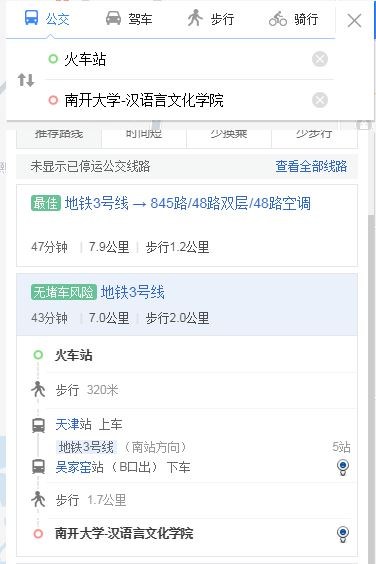 公交 驾车 步行 骑行
火车站
南开大学-汉语言文化学院
推荐路线 时间短 少换乘 少步行
未显示已停运公交线路 查看全部线路
最佳 地铁3号线 → 845路/48路双层/48路空调
47分钟 | 7.9公里 | 步行1.2公里
无堵车风险 地铁3号线
43分钟 | 7.0公里 | 步行2.0公里
火车站
步行 320米
天津站 上车
地铁3号线 (南站方向) 5站
吴家窑站 (B口出) 下车
步行 1.7公里
南开大学-汉语言文化学院